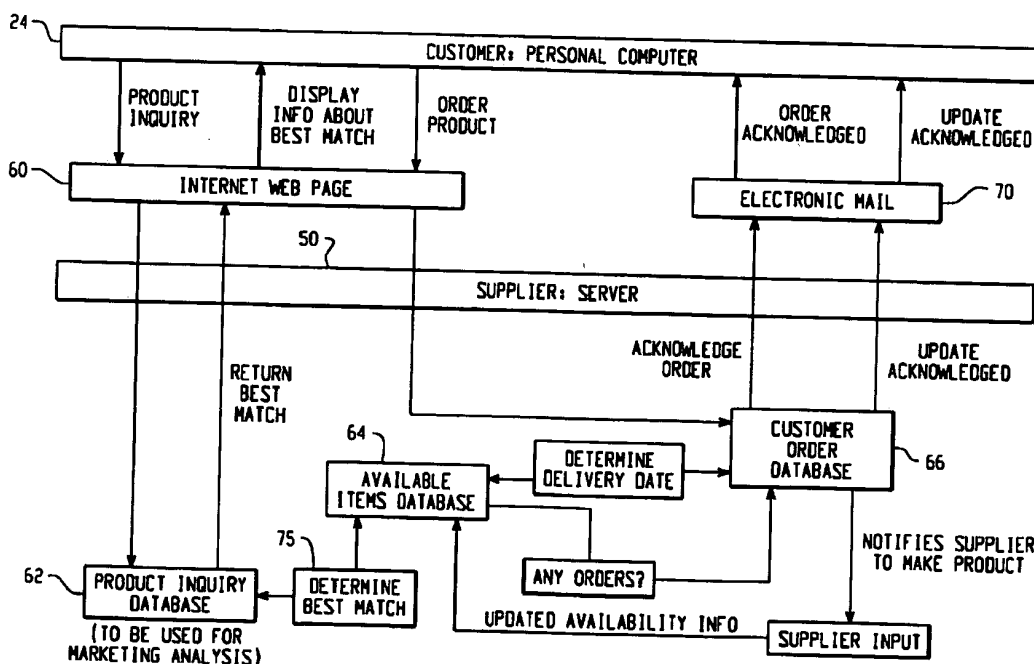 24
CUSTOMER: PERSONAL COMPUTER
PRODUCT
INQUIRY
DISPLAY
INFO ABOUT
BEST MATCH
ORDER
PRODUCT
ORDER
ACKNOWLEDGED
UPDATE
ACKNOWLEDGED
60
INTERNET WEB PAGE
ELECTRONIC MAIL
70
50
SUPPLIER: SERVER
RETURN
BEST
MATCH
ACKNOWLEDGE
ORDER
UPDATE
ACKNOWLEDGED
64
AVAILABLE
ITEMS DATABASE
DETERMINE
DELIVERY DATE
CUSTOMER
ORDER
DATABASE
66
62
PRODUCT INQUIRY
DATABASE
(TO BE USED FOR
MARKETING ANALYSIS)
75
DETERMINE
BEST MATCH
ANY ORDERS?
NOTIFIES SUPPLIER
TO MAKE PRODUCT
UPDATED AVAILABILITY INFO
SUPPLIER INPUT